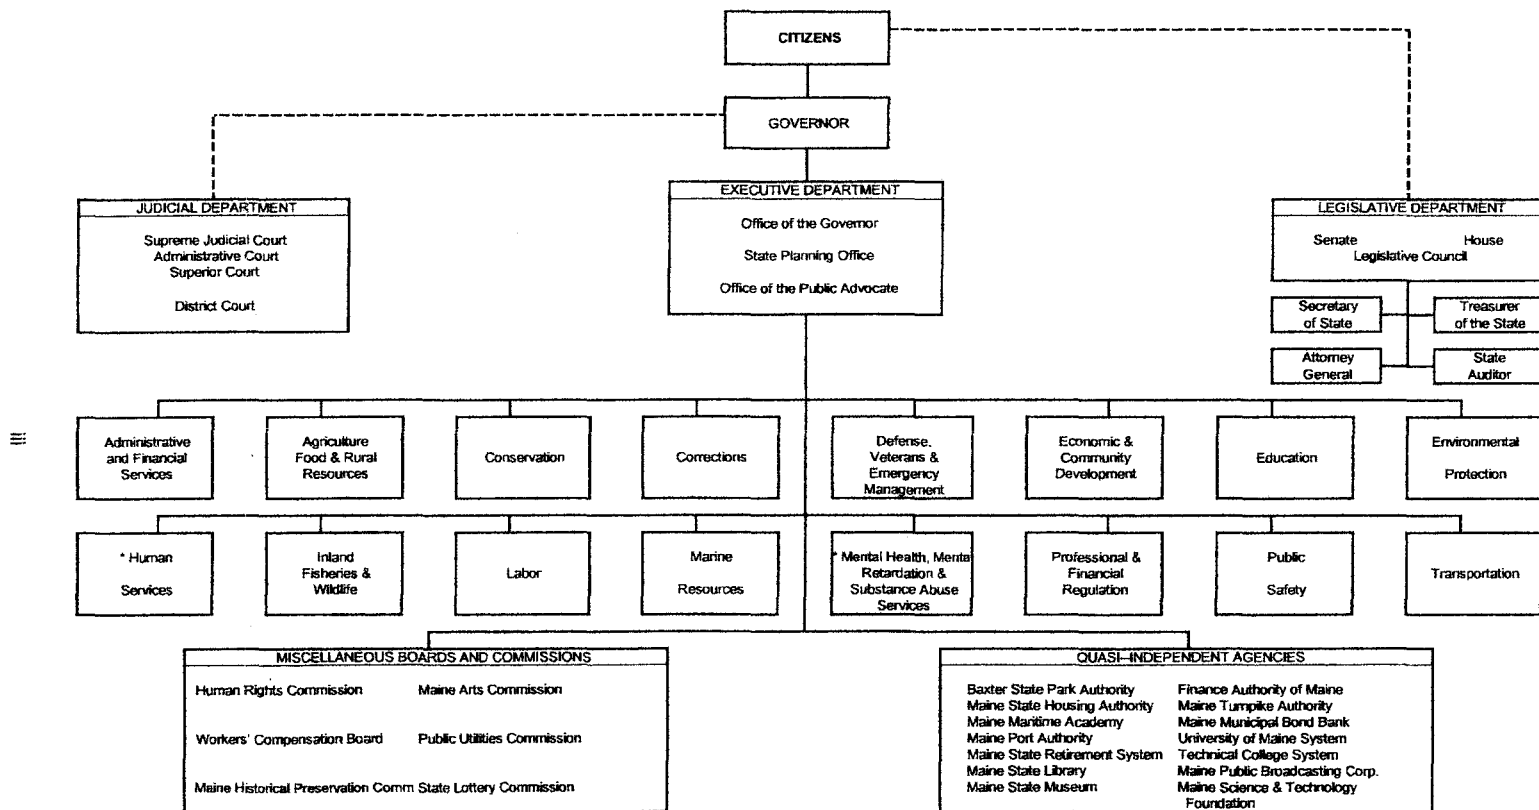 CITIZENS
GOVERNOR
JUDICIAL DEPARTMENT
Supreme Judicial Court
Administrative Court
Superior Court
District Court
EXECUTIVE DEPARTMENT
Office of the Governor
State Planning Office
Office of the Public Advocate
LEGISLATIVE DEPARTMENT
Senate House
Legislative Council
Secretary
of State
Treasurer
of the State
Attorney
General
State
Auditor
Administrative
and Financial
Services
Agriculture
Food & Rural
Resources
Conservation
Corrections
Defense,
Veterans &
Emergency
Management
Economic &
Community
Development
Education
Environmental
Protection
* Human
Services
Inland
Fisheries &
Wildlife
Labor
Marine
Resources
* Mental Health, Menta
Retardation &
Substance Abuse
Services
Professional &
Financial
Regulation
Public
Safety
Transportation
MISCELLANEOUS BOARDS AND COMMISSIONS
Human Rights Commission Maine Arts Commission
Workers' Compensation Board Public Utilities Commission
Maine Historical Preservation Comm State Lottery Commission
QUASI-INDEPENDENT AGENCIES
Baxter State Park Authority Finance Authority of Maine
Maine State Housing Authority Maine Turnpike Authority
Maine Maritime Academy Maine Municipal Bond Bank
Maine Port Authority University of Maine System
Maine State Retirement System Technical College System
Maine State Library Maine Public Broadcasting Corp.
Maine State Museum Maine Science & Technology
Foundation